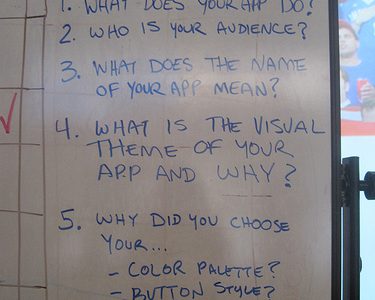 1. WHAT DOES YOUR APP DO?
2. WHO IS YOUR AUDIENCE?
3. WHAT DOES THE NAME
OF YOUR APP MEAN?
4. WHAT IS THE VISUAL
THEME OF YOUR
APP AND WHY?
5. WHY DID YOU CHOOSE
YOUR...
- COLOR PALETTE?
- BUTTON STYLE?